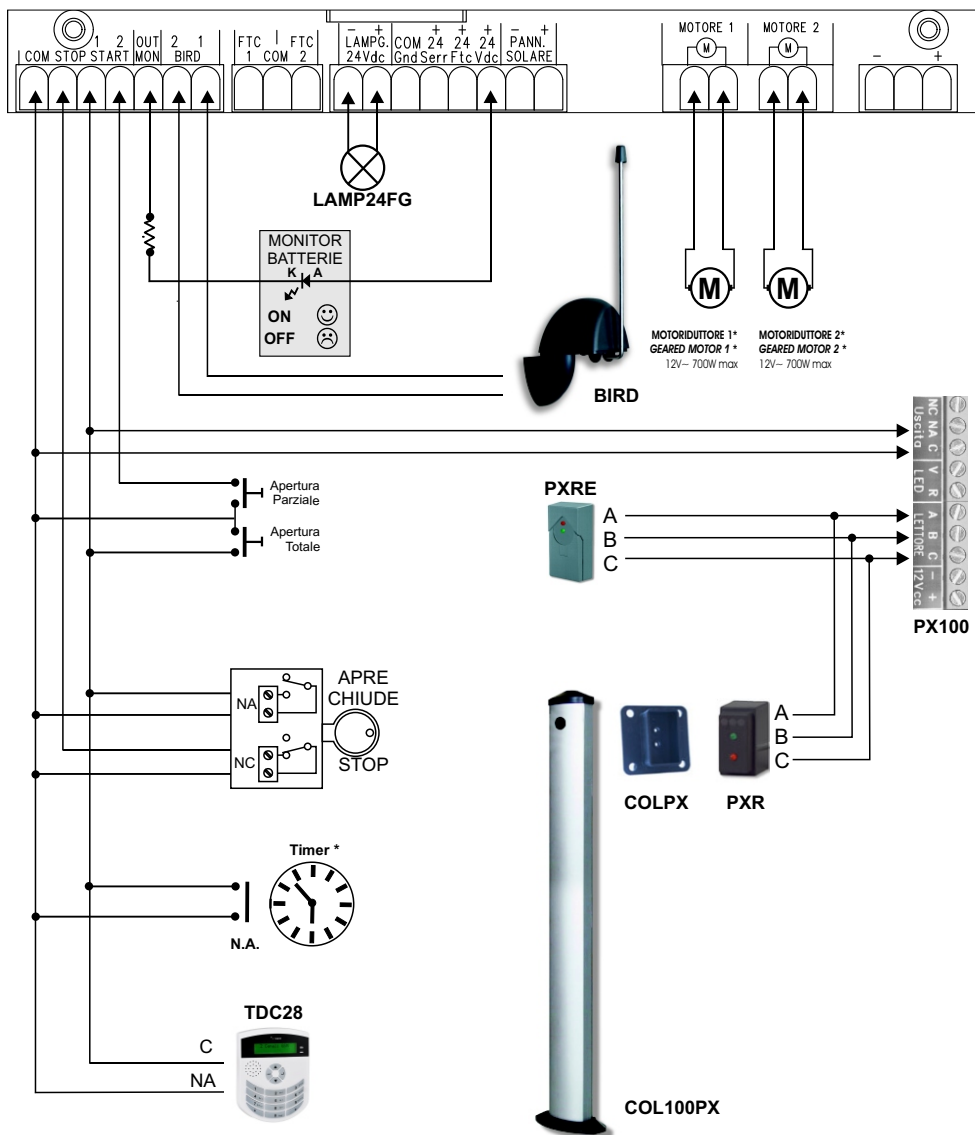 MOTORE 1 MOTORE 2
1 2 OUT 2 1 FTC FTC - + + + + - +
LAMPG. COM 24 24 24 PANN.
COM STOP START MON BIRD 1 COM 2 24Vdc Gnd Serr Ftc Vdc SOLARE
M M
- +
LAMP24FG
MONITOR
BATTERIE
K A
ON
OFF
M M
MOTORIDUTTORE 1* MOTORIDUTTORE 2*
GEARED MOTOR 1 * GEARED MOTOR 2 *
12V⎓ 700W max 12V⎓ 700W max
BIRD
NC NA C
Uscita
V R
LED
A B C
LETTORE
- +
12Vcc
PX100
Apertura
Parziale
Apertura
Totale
PXRE
A
B
C
NA
APRE
CHIUDE
NC
STOP
A
B
C
COLPX PXR
Timer *
N.A.
TDC28
C
NA
COL100PX